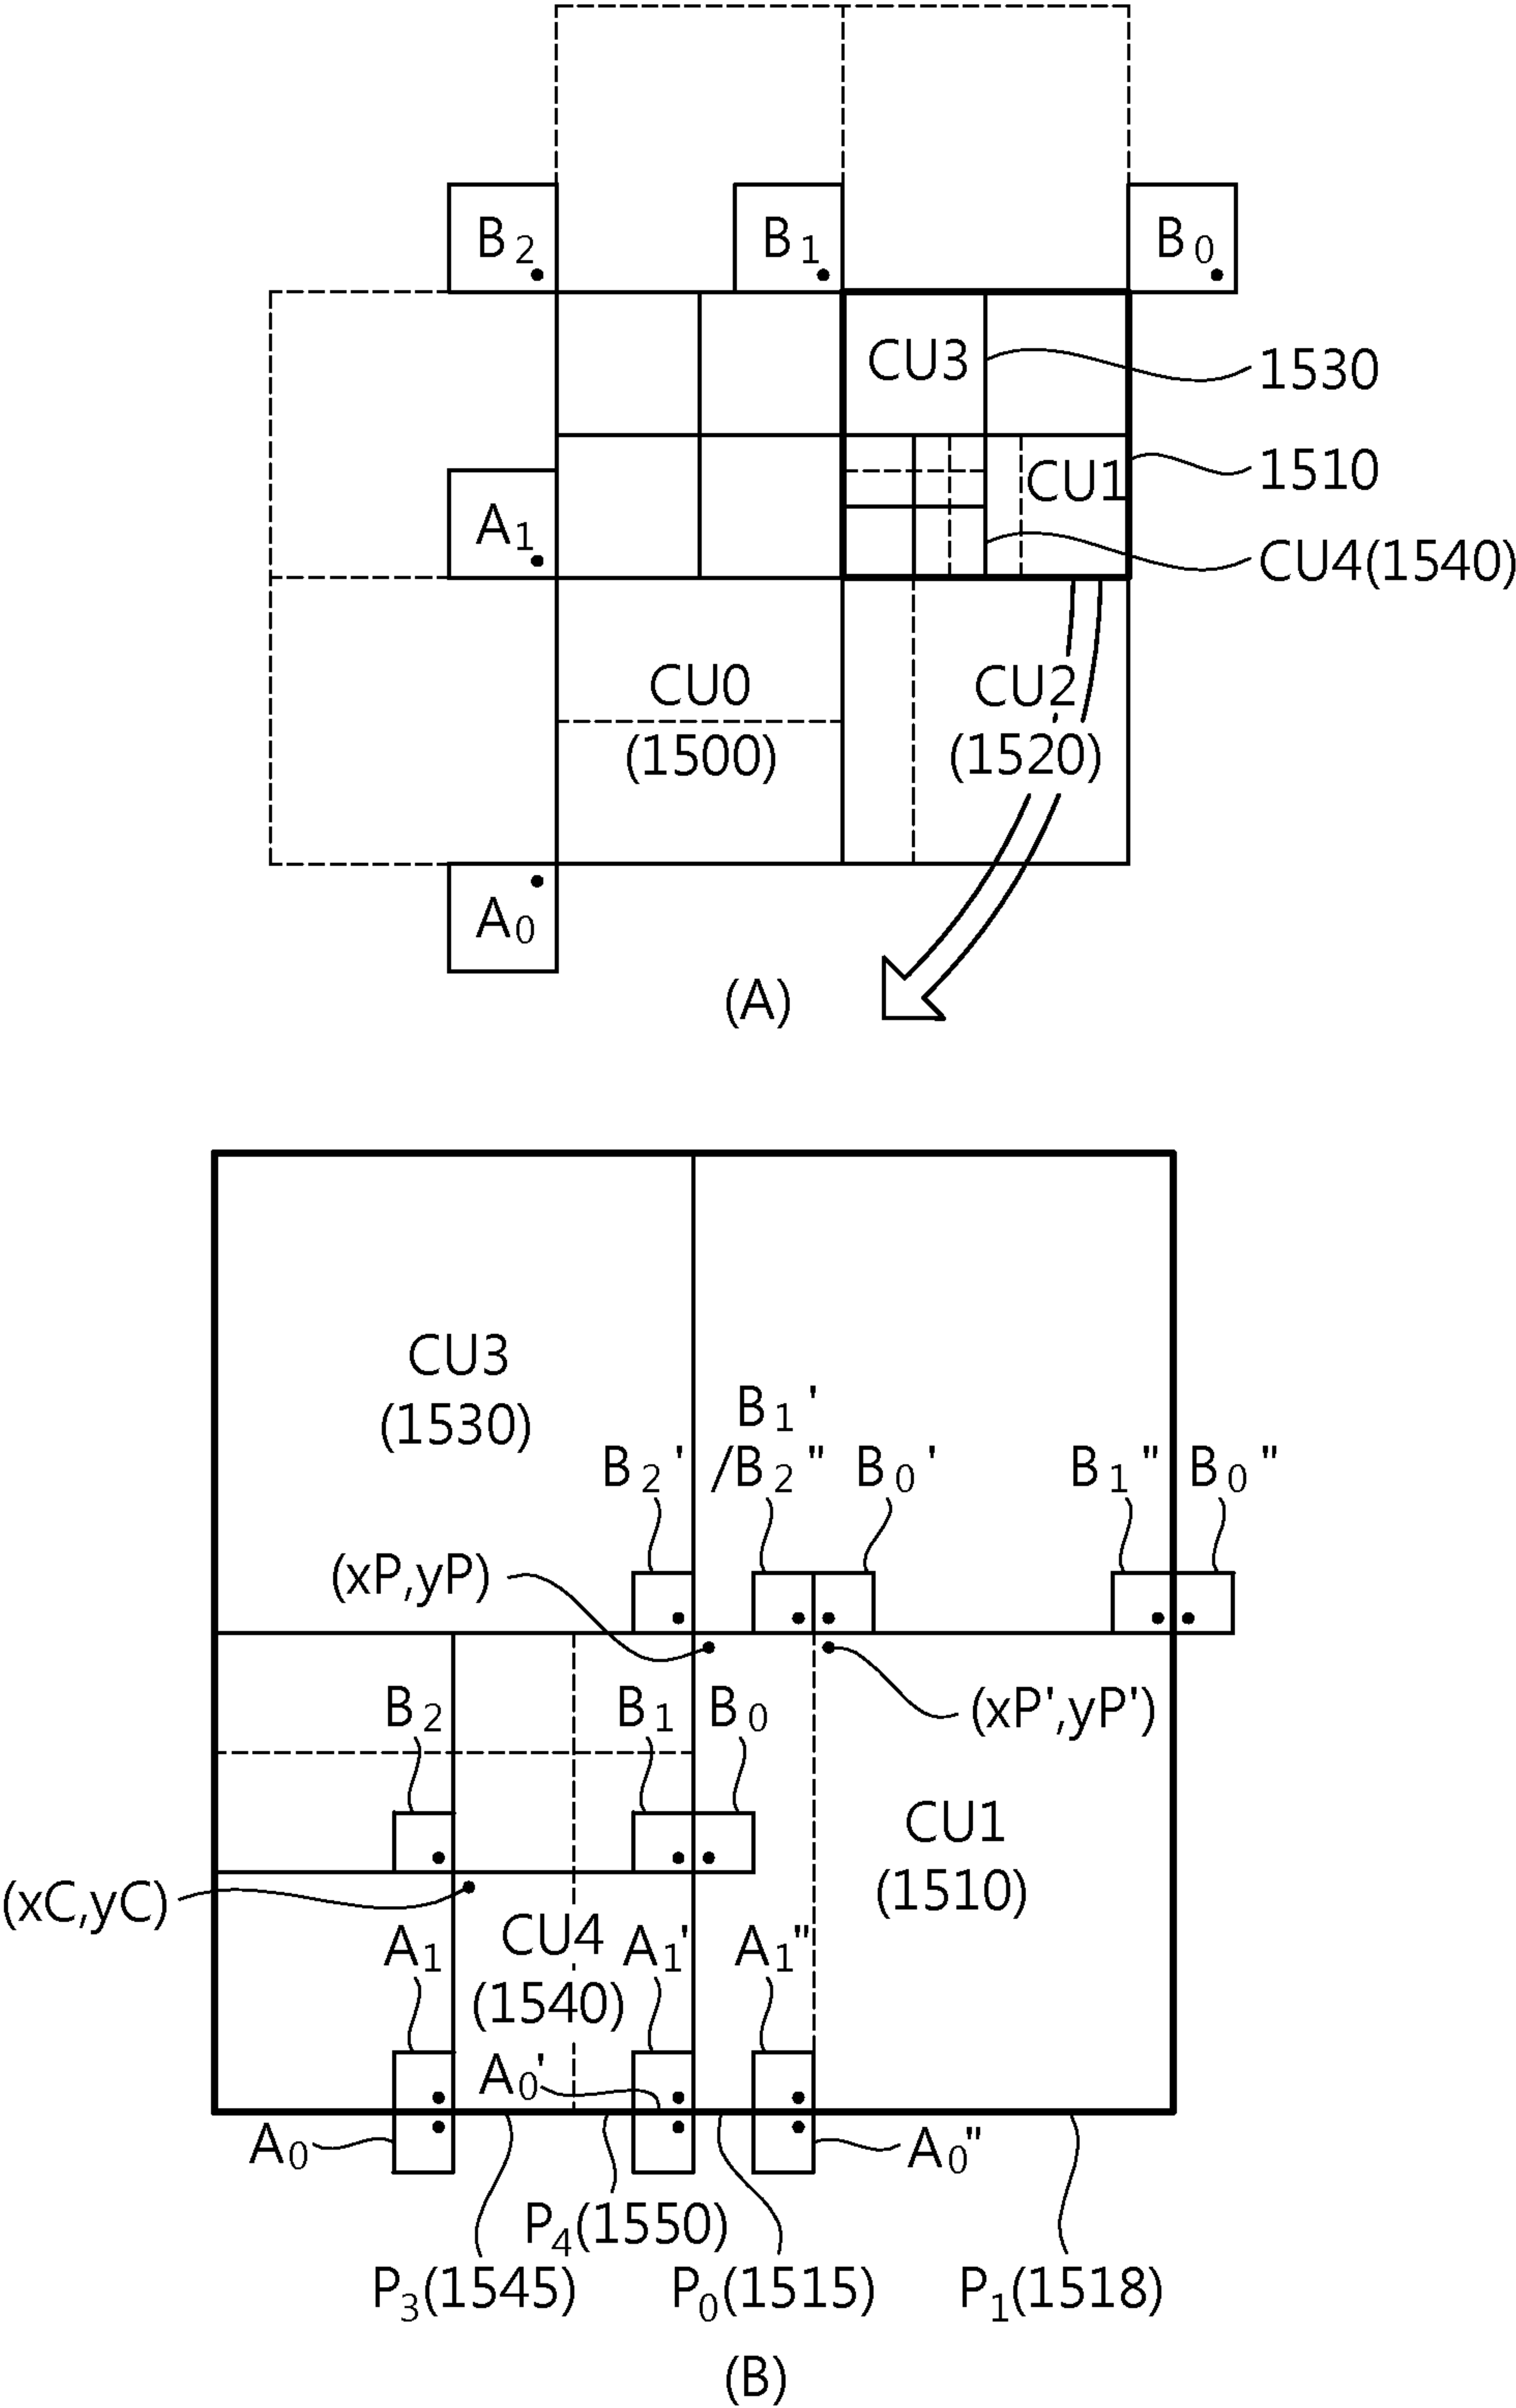 B2 B1 B0
CU3
1530
CU1
1510
A1
CU4(1540)
CU0
(1500)
CU2
(1520)
A0
(A)
CU3
(1530)
B1'
B2' /B2" B0' B1" B0"
(xP,yP)
B2 B1 B0 (xP',yP')
CU1
(1510)
(xC,yC)
CU4
(1540)
A1 A1' A1"
A0'
A0 A0"
P4(1550)
P3(1545) P0(1515) P1(1518)
(B)